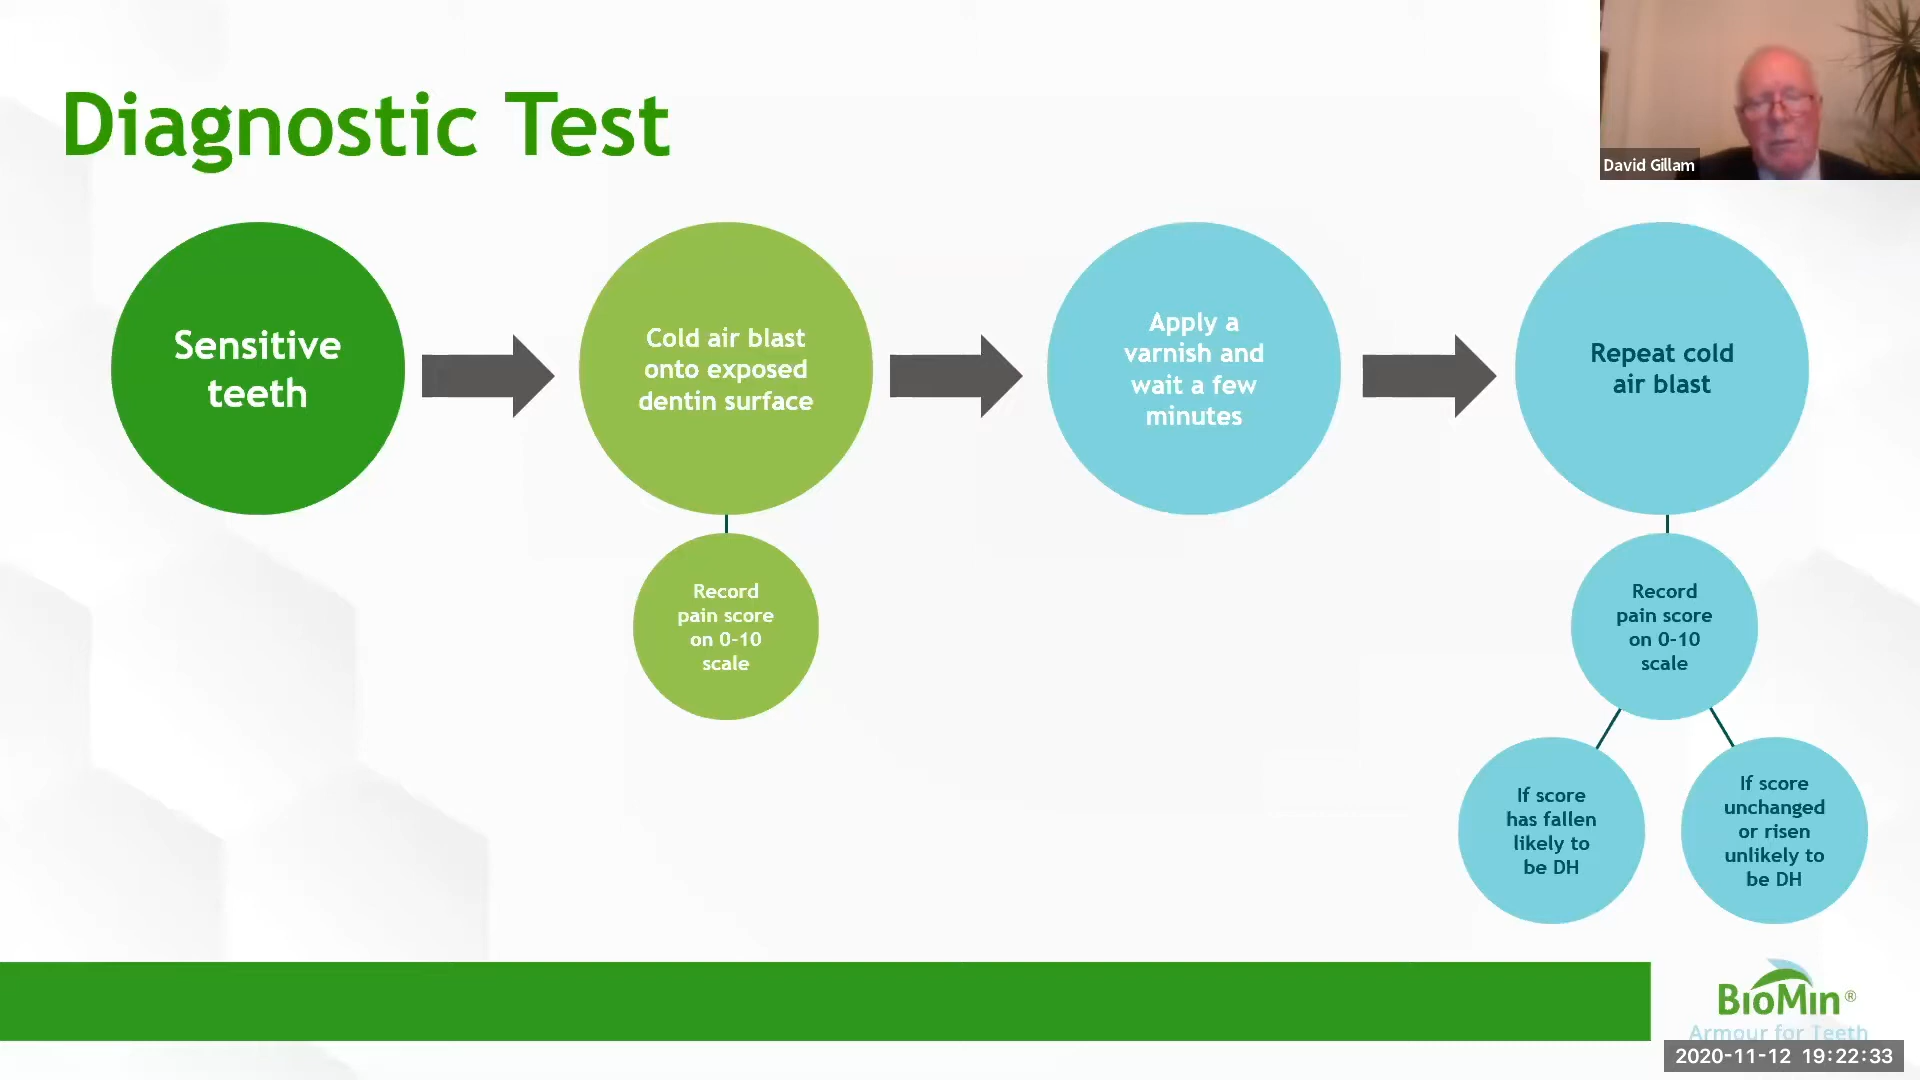 Diagnostic Test
David Gillam
Sensitive
teeth
Cold air blast
onto exposed
dentin surface
Apply a
varnish and
wait a few
minutes
Repeat cold
air blast
Record
pain score
on 0-10
scale
Record
pain score
on 0-10
scale
If score
has fallen
likely to
be DH
If score
unchanged
or risen
unlikely to
be DH
BioMin®
Armour for Teeth
2020-11-12 19:22:33